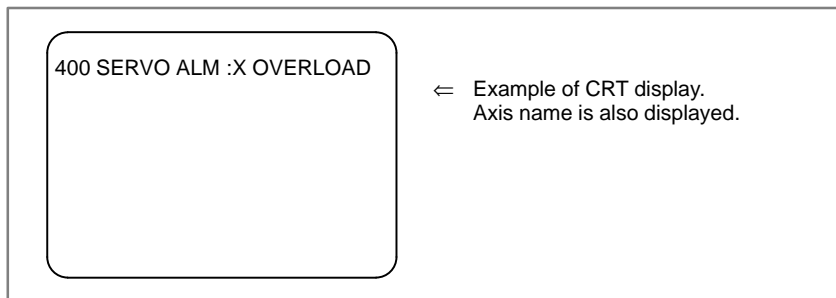 400 SERVO ALM :X OVERLOAD
⇐ Example of CRT display.
Axis name is also displayed.